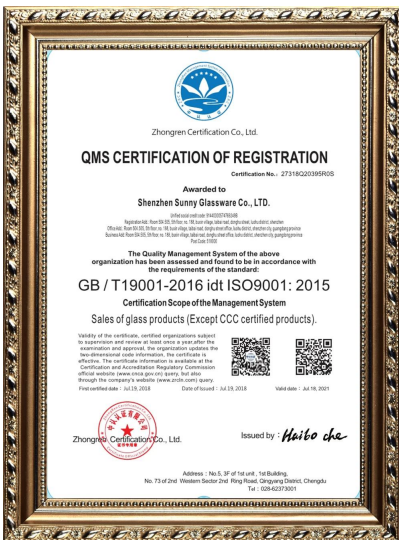 Zhongren Certification Co., Ltd.
QMS CERTIFICATION OF REGISTRATION
Certification No.: 27318Q20395R0S
Awarded to
Shenzhen Sunny Glassware Co., LTD.
The Quality Management System of the above
organization has been assessed and found to be in accordance with
the requirements of the standard:
GB / T19001-2016 idt ISO9001: 2015
Certification Scope of the Management System
Sales of glass products (Except CCC certified products).
Validity of the certificate, certified organizations subject
to supervision and review at least once a year.after the
examination and approval, the organization updates the
two-dimensional code information, the certificate is
effective. The certificate information is available at the
Certification and Accreditation Regulatory Commission
official website (www.cnca.gov.cn) query, but also
through the company's website (www.zrcltn.com) query.
First certified date : Jul.19, 2018 Date of Issued : Jul.19, 2018 Valid date : Jul.18, 2021
Zhongren Certification Co., Ltd.
Issued by : Haibo che
Address : No.5, 3F of 1st unit , 1st Building,
No. 73 of 2nd Western Sector 2nd Ring Road, Qingyang District, Chengdu
Tel : 028-62373001